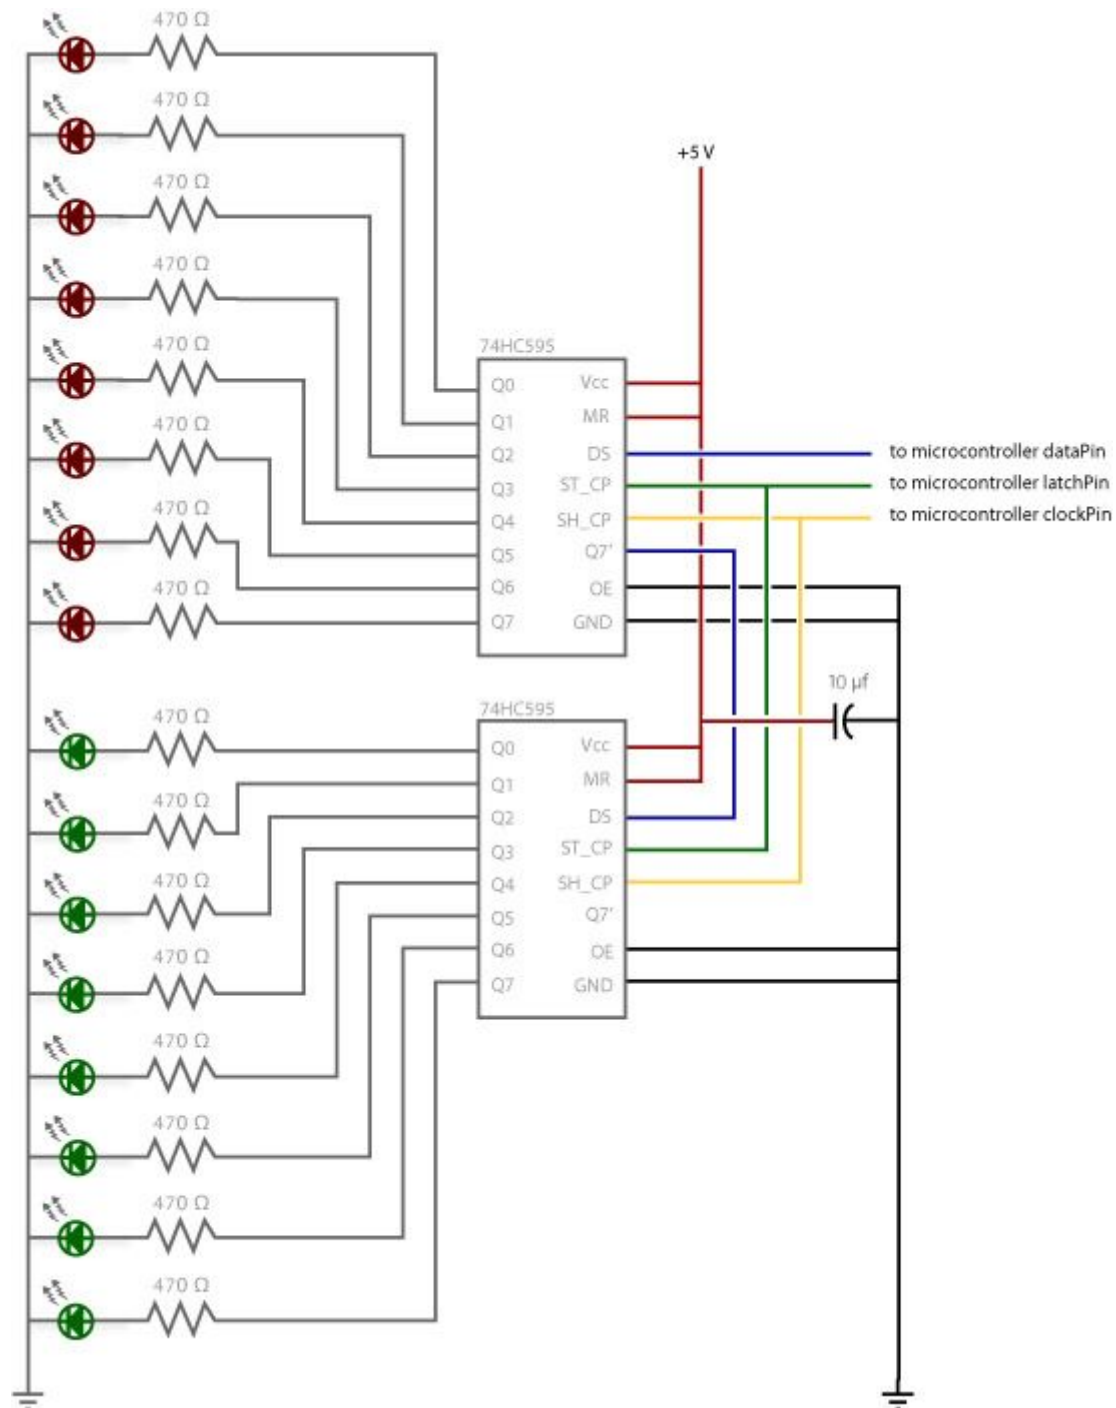 470 Ω
470 Ω
470 Ω
470 Ω
470 Ω
470 Ω
470 Ω
470 Ω
+5 V
74HC595
Q0 Vcc
Q1 MR
Q2 DS to microcontroller dataPin
Q3 ST_CP to microcontroller latchPin
Q4 SH_CP to microcontroller clockPin
Q5 Q7'
Q6 OE
Q7 GND
10 µf
74HC595
470 Ω
Q0 Vcc
Q1 MR
470 Ω
Q2 DS
Q3 ST_CP
470 Ω
Q4 SH_CP
Q5 Q7'
Q6 OE
470 Ω
Q7 GND
470 Ω
470 Ω
470 Ω
470 Ω